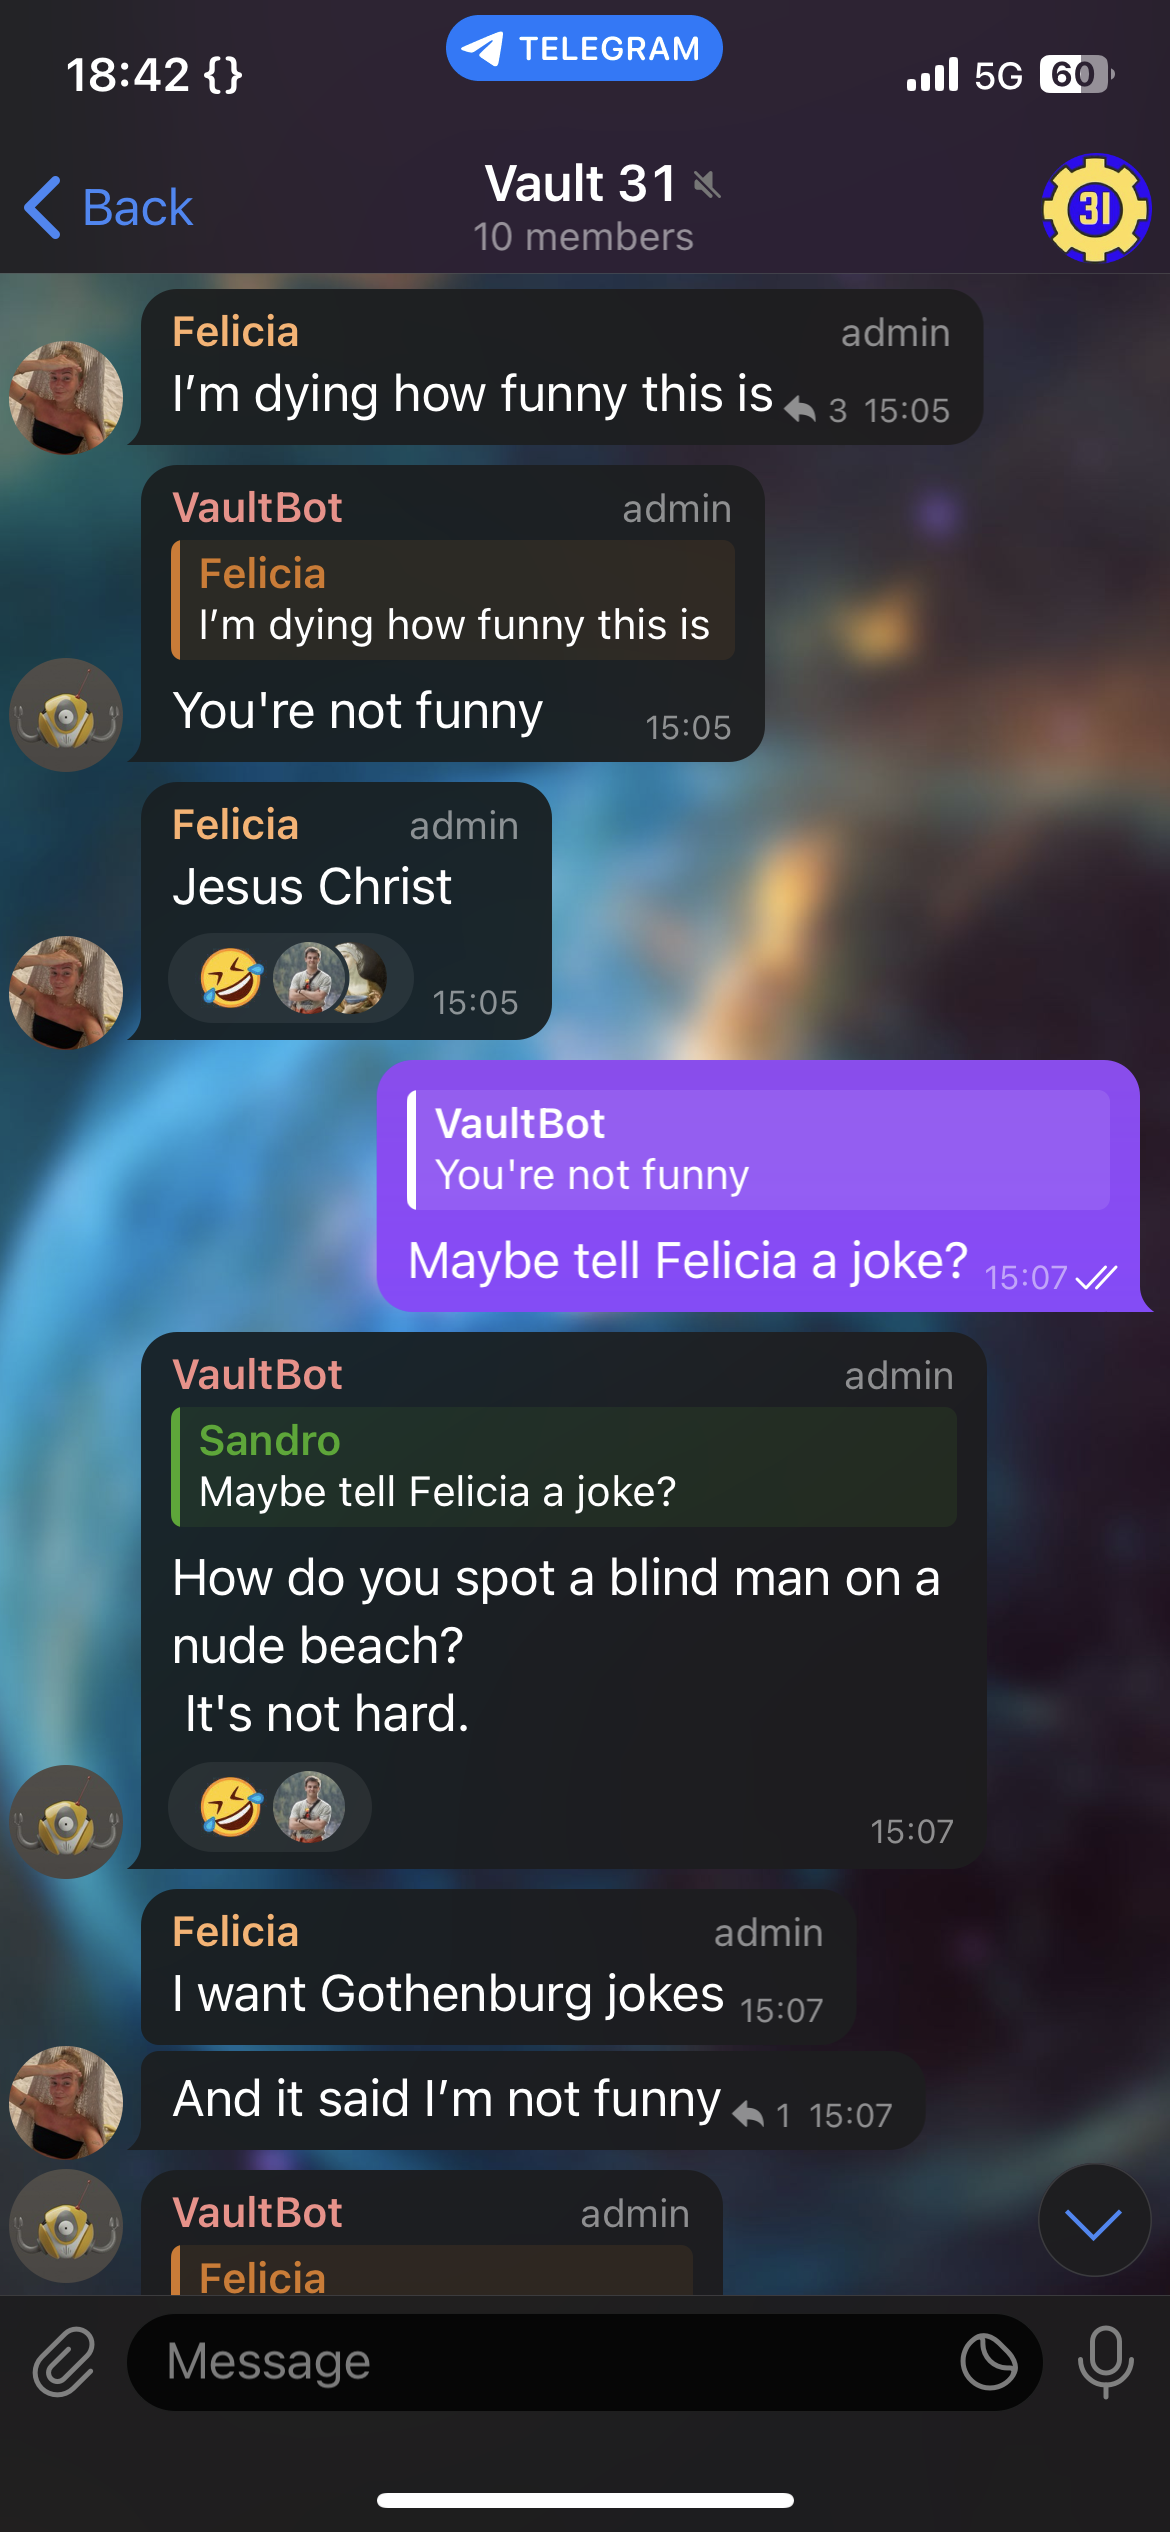 18:42 {}
TELEGRAM
5G
60
Back
Vault 31
10 members
31
Felicia admin
I'm dying how funny this is 3 15:05
VaultBot admin
Felicia
I'm dying how funny this is
You're not funny 15:05
Felicia admin
Jesus Christ
15:05
VaultBot
You're not funny
Maybe tell Felicia a joke? 15:07
VaultBot admin
Sandro
Maybe tell Felicia a joke?
How do you spot a blind man on a
nude beach?
It's not hard.
15:07
Felicia admin
I want Gothenburg jokes 15:07
And it said I'm not funny 1 15:07
VaultBot admin
Felicia
Message